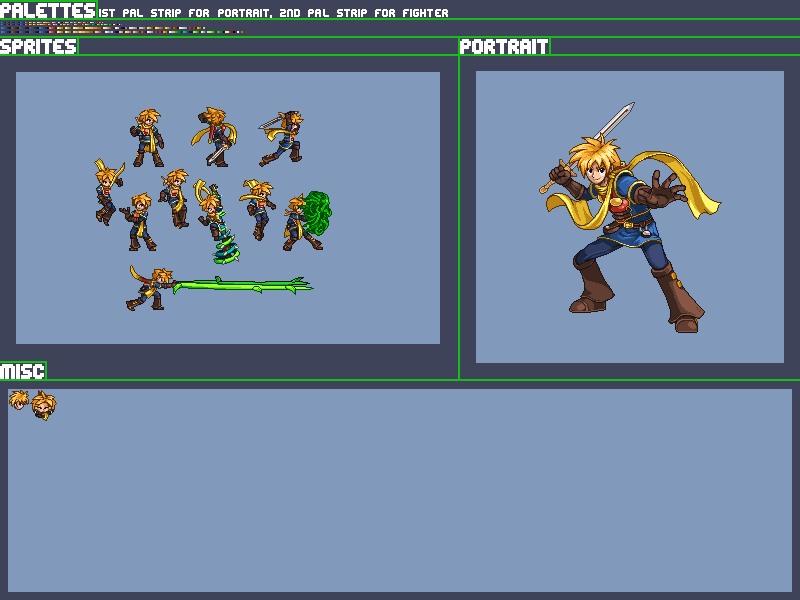 PALETTES 1ST PAL STRIP FOR PORTRAIT, 2ND PAL STRIP FOR FIGHTER
SPRITES
PORTRAIT
MISC